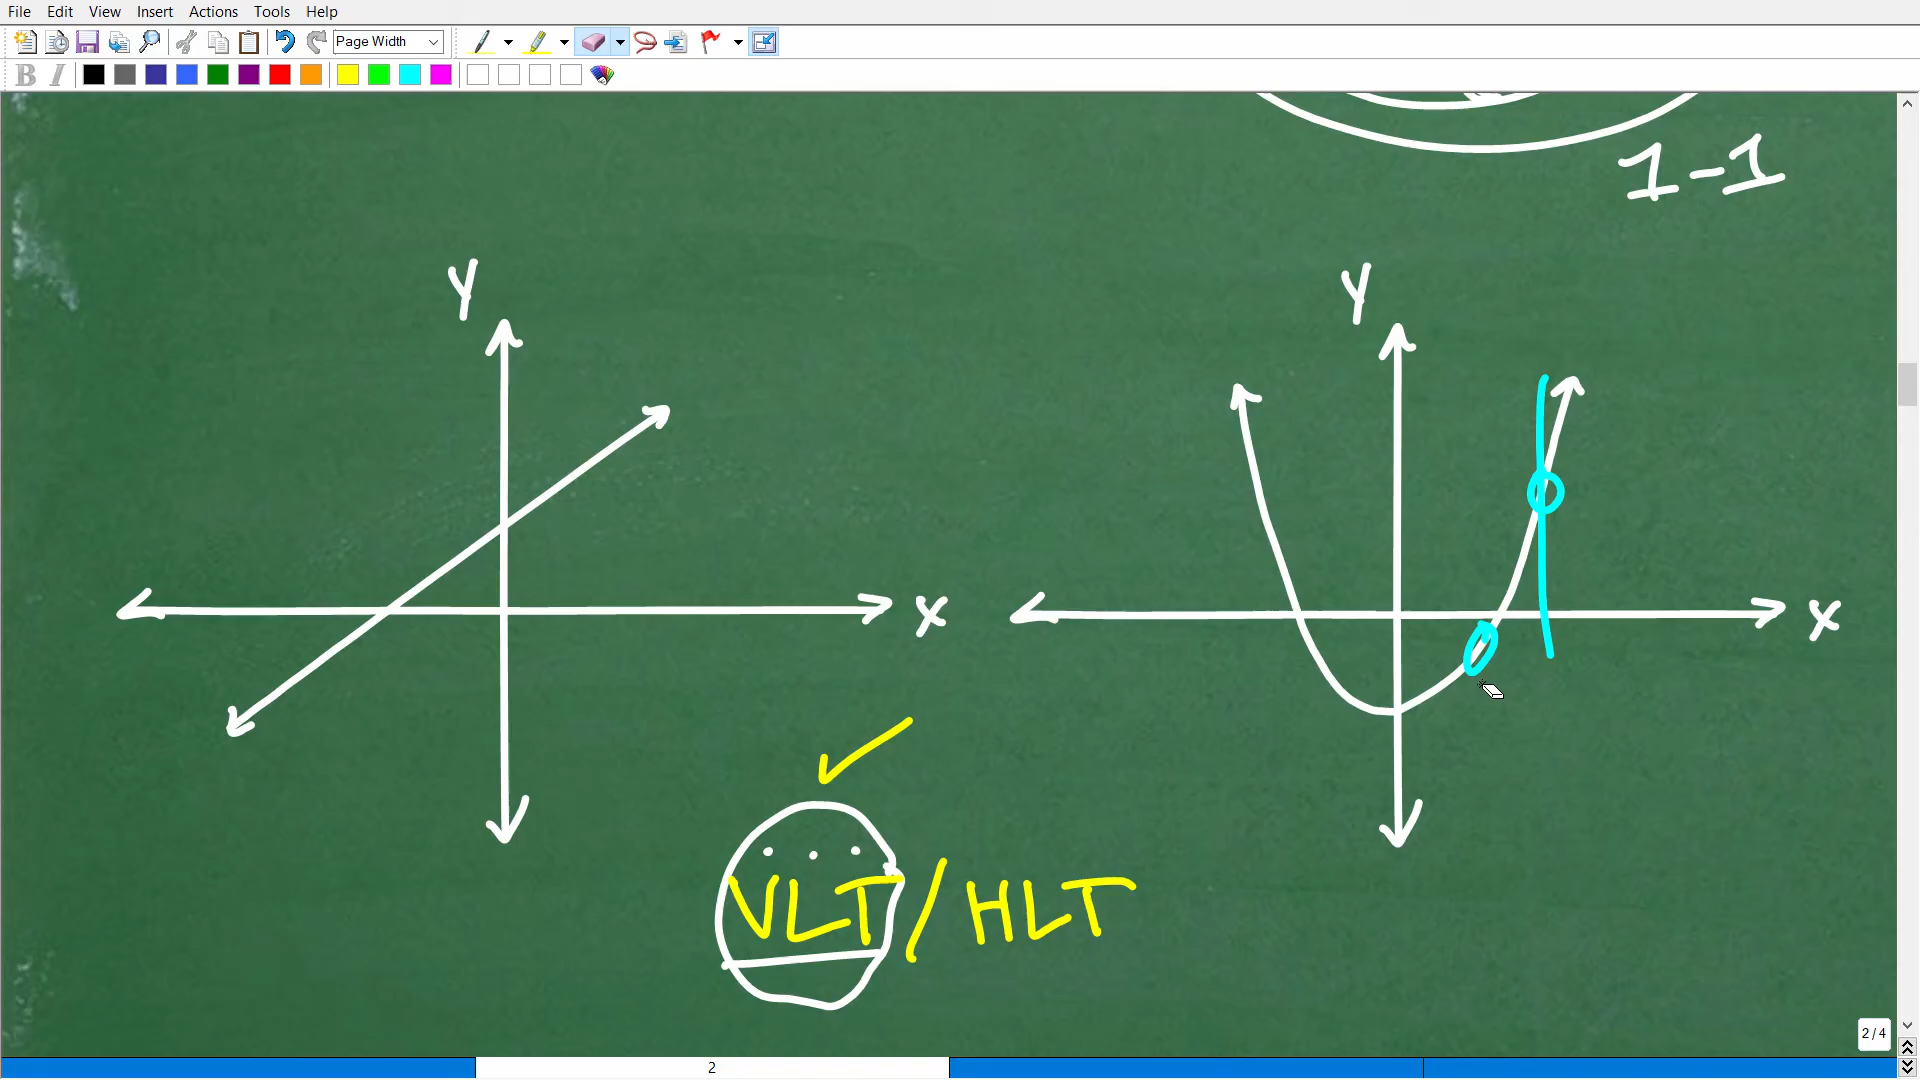 File Edit View Insert Actions Tools Help
Page Width
B I
1-1
Y
Y
X
X
VLT/HLT
2/4
2